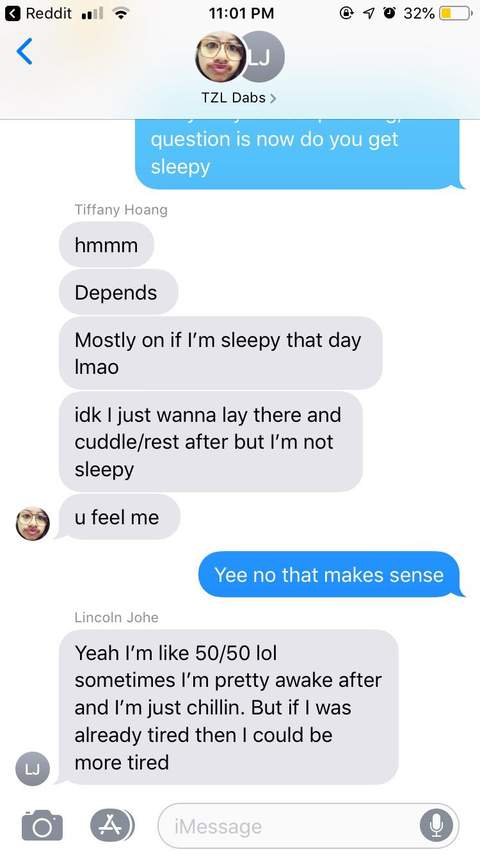 Reddit
11:01 PM
32%
LJ
TZL Dabs
question is now do you get
sleepy
Tiffany Hoang
hmmm
Depends
Mostly on if I'm sleepy that day
lmao
idk I just wanna lay there and
cuddle/rest after but I'm not
sleepy
u feel me
Yee no that makes sense
Lincoln Johe
Yeah I'm like 50/50 lol
sometimes I'm pretty awake after
and I'm just chillin. But if I was
already tired then I could be
more tired
LJ
iMessage